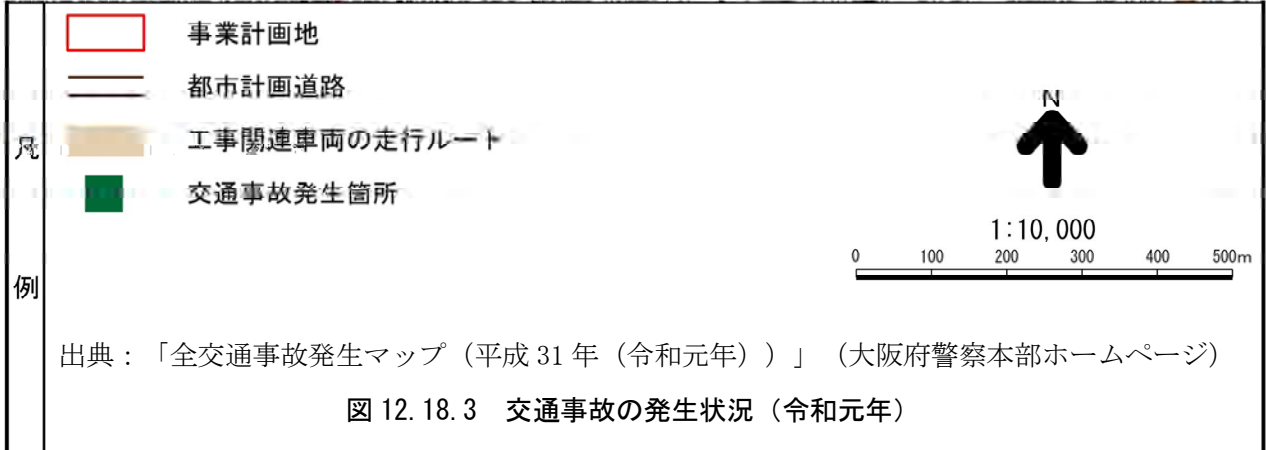 凡例
事業計画地
都市計画道路
工事関連車両の走行ルート
交通事故発生箇所
N
1:10,000
0 100 200 300 400 500m
出典：「全交通事故発生マップ（平成 31 年（令和元年））」（大阪府警察本部ホームページ）
図 12.18.3 交通事故の発生状況（令和元年）